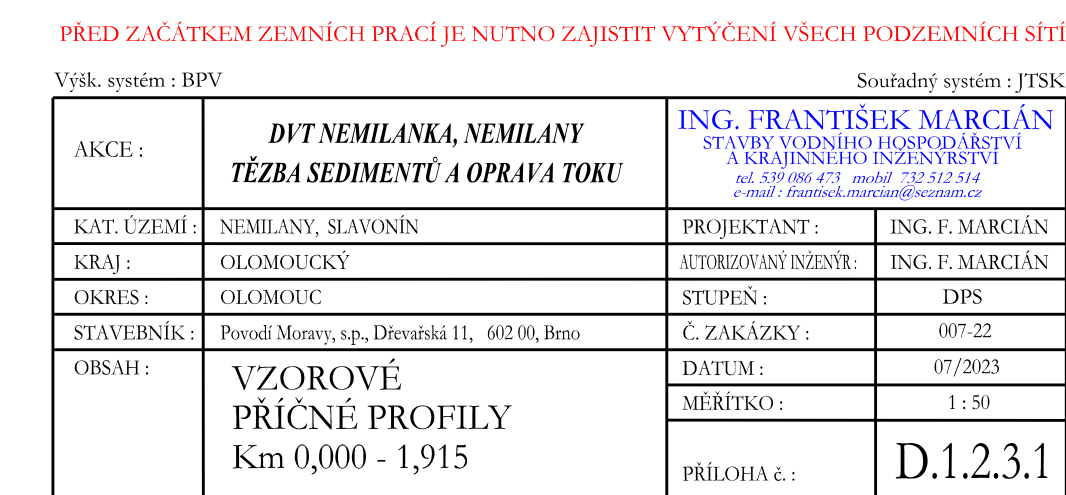 PŘED ZAČÁTKEM ZEMNÍCH PRACÍ JE NUTNO ZAJISTIT VYTÝČENÍ VŠECH PODZEMNÍCH SÍTÍ
Výšk. systém : BPV
Souřadný systém : JTSK
AKCE :
DVT NEMILANKA, NEMILANY
TĚZBA SEDIMENTŮ A OPRAVA TOKU
ING. FRANTIŠEK MARCIÁN
STAVBY VODNÍHO HOSPODÁŘSTVÍ
A KRAJINNÉHO INŽENÝRSTVÍ
tel. 539 086 473 mobil 732 512 514
e-mail : frantisek.marcian@seznam.cz
KAT. ÚZEMÍ : NEMILANY, SLAVONÍN
PROJEKTANT : ING. F. MARCIÁN
KRAJ : OLOMOUCKÝ
AUTORIZOVANÝ INŽENÝR : ING. F. MARCIÁN
OKRES : OLOMOUC
STUPEŇ : DPS
STAVEBNÍK : Povodí Moravy, s.p., Dřevařská 11, 602 00, Brno
Č. ZAKÁZKY : 007-22
OBSAH :
VZOROVÉ
PŘÍČNÉ PROFILY
Km 0,000 - 1,915
DATUM : 07/2023
MĚŘÍTKO : 1 : 50
PŘÍLOHA č. : D.1.2.3.1